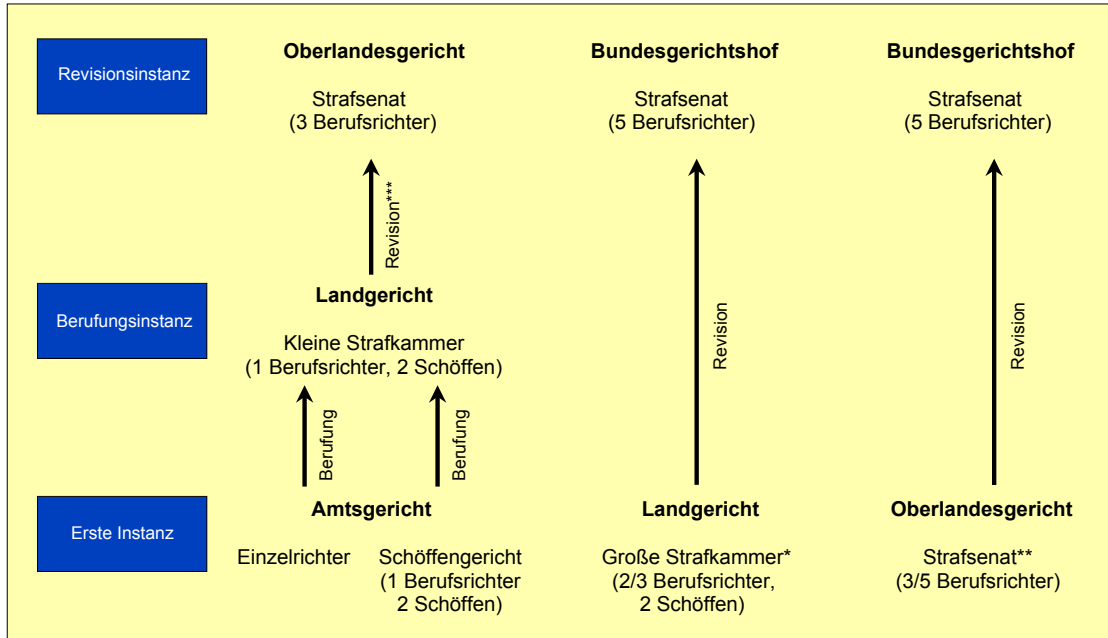 Revisionsinstanz
Oberlandesgericht
Strafsenat
(3 Berufsrichter)
Bundesgerichtshof
Strafsenat
(5 Berufsrichter)
Bundesgerichtshof
Strafsenat
(5 Berufsrichter)
Revision***
Revision
Revision
Berufungsinstanz
Landgericht
Kleine Strafkammer
(1 Berufsrichter, 2 Schöffen)
Berufung
Berufung
Erste Instanz
Amtsgericht
Einzelrichter
Schöffengericht
(1 Berufsrichter
2 Schöffen)
Landgericht
Große Strafkammer*
(2/3 Berufsrichter,
2 Schöffen)
Oberlandesgericht
Strafsenat**
(3/5 Berufsrichter)